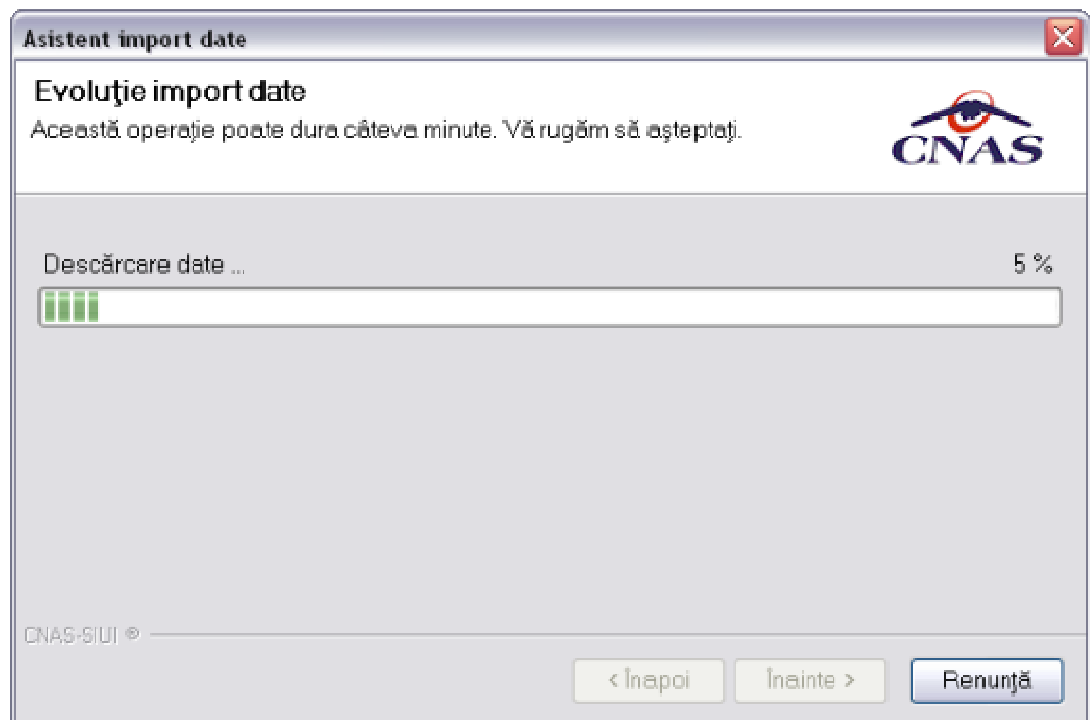 Asistent import date
Evoluţie import date
Această operaţie poate dura câteva minute. Vă rugăm să aşteptaţi.
CNAS
Descărcare date ...
5 %
CNAS-SIUI ®
< Înapoi
Înainte >
Renunţă